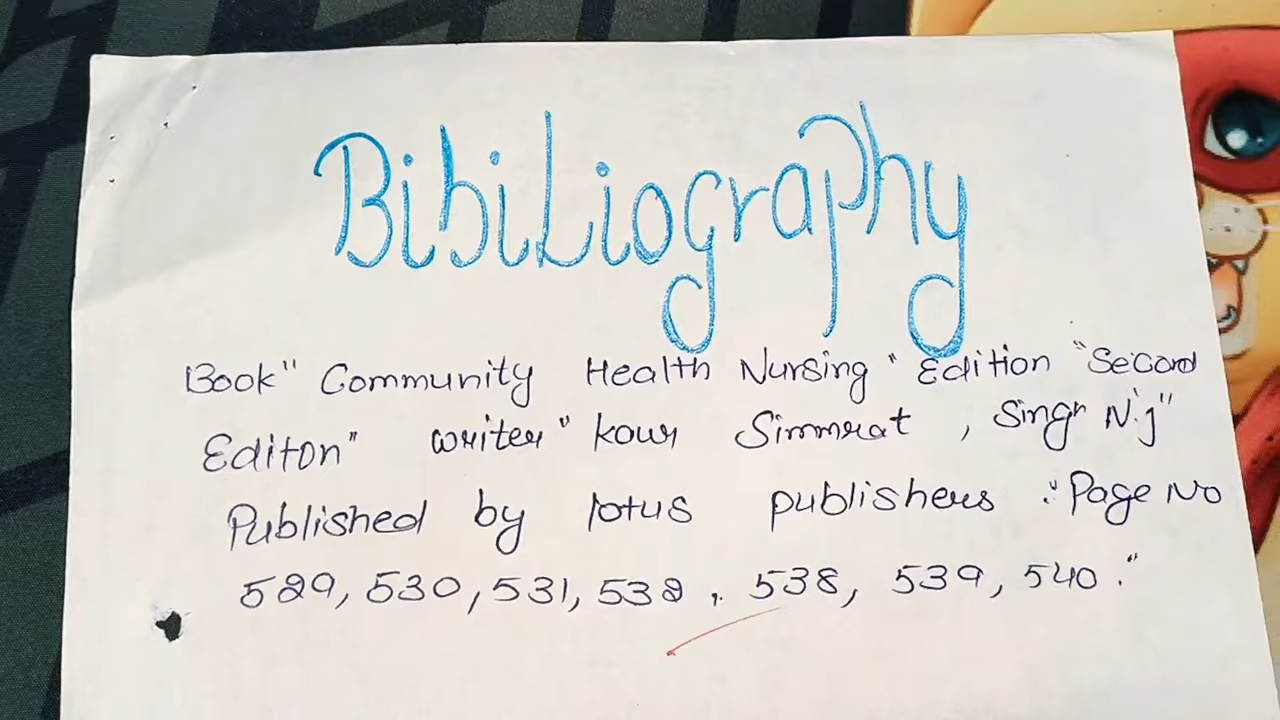 BibiLiography
Book" Community Health Nursing " Edition "Second
Editon" writer" kour Simmrat , Singh N.j"
Published by lotus publishers ." Page No
529, 530, 531, 532 , 538, 539, 540 ."